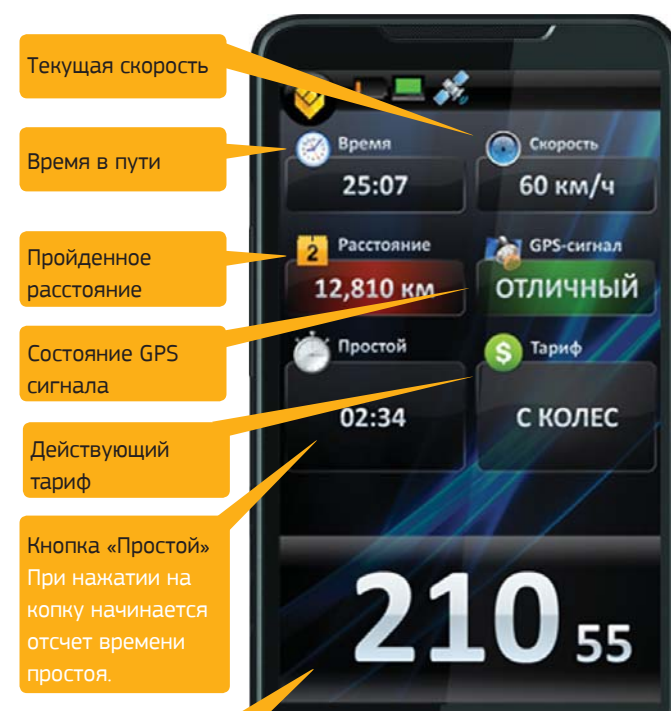 Текущая скорость
Время в пути
Пройденное
расстояние
Состояние GPS
сигнала
Действующий
тариф
Кнопка «Простой»
При нажатии на
копку начинается
отсчет времени
простоя.
Время
25:07
Скорость
60 км/ч
2
Расстояние
12,810 км
GPS-сигнал
ОТЛИЧНЫЙ
Простой
02:34
$ Тариф
С КОЛЕС
210 55